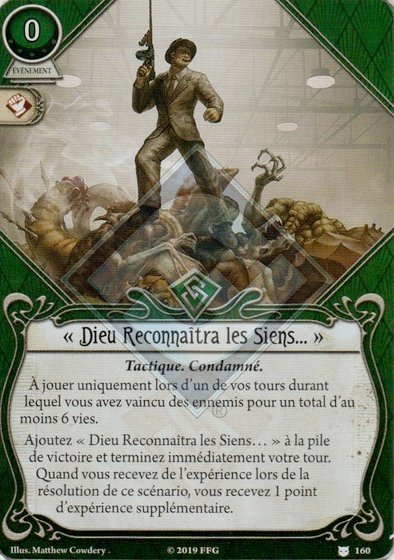 0
ÉVÉNEMENT
« Dieu Reconnaîtra les Siens... »
Tactique. Condamné.
À jouer uniquement lors d'un de vos tours durant
lequel vous avez vaincu des ennemis pour un total d'au
moins 6 vies.
Ajoutez « Dieu Reconnaîtra les Siens… » à la pile
de victoire et terminez immédiatement votre tour.
Quand vous recevez de l'expérience lors de la
résolution de ce scénario, vous recevez 1 point
d'expérience supplémentaire.
®
Illus. Matthew Cowdery . © 2019 FFG 160